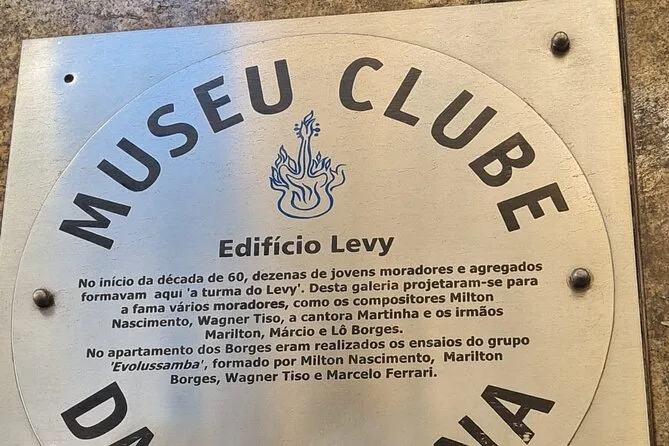 MUSEU CLUBE
Edifício Levy
No início da década de 60, dezenas de jovens moradores e agregados
formavam aqui 'a turma do Levy'. Desta galeria projetaram-se para
a fama vários moradores, como os compositores Milton
Nascimento, Wagner Tiso, a cantora Martinha e os irmãos
Marilton, Márcio e Lô Borges.
No apartamento dos Borges eram realizados os ensaios do grupo
'Evolussamba', formado por Milton Nascimento, Marilton
Borges, Wagner Tiso e Marcelo Ferrari.
DA
NA